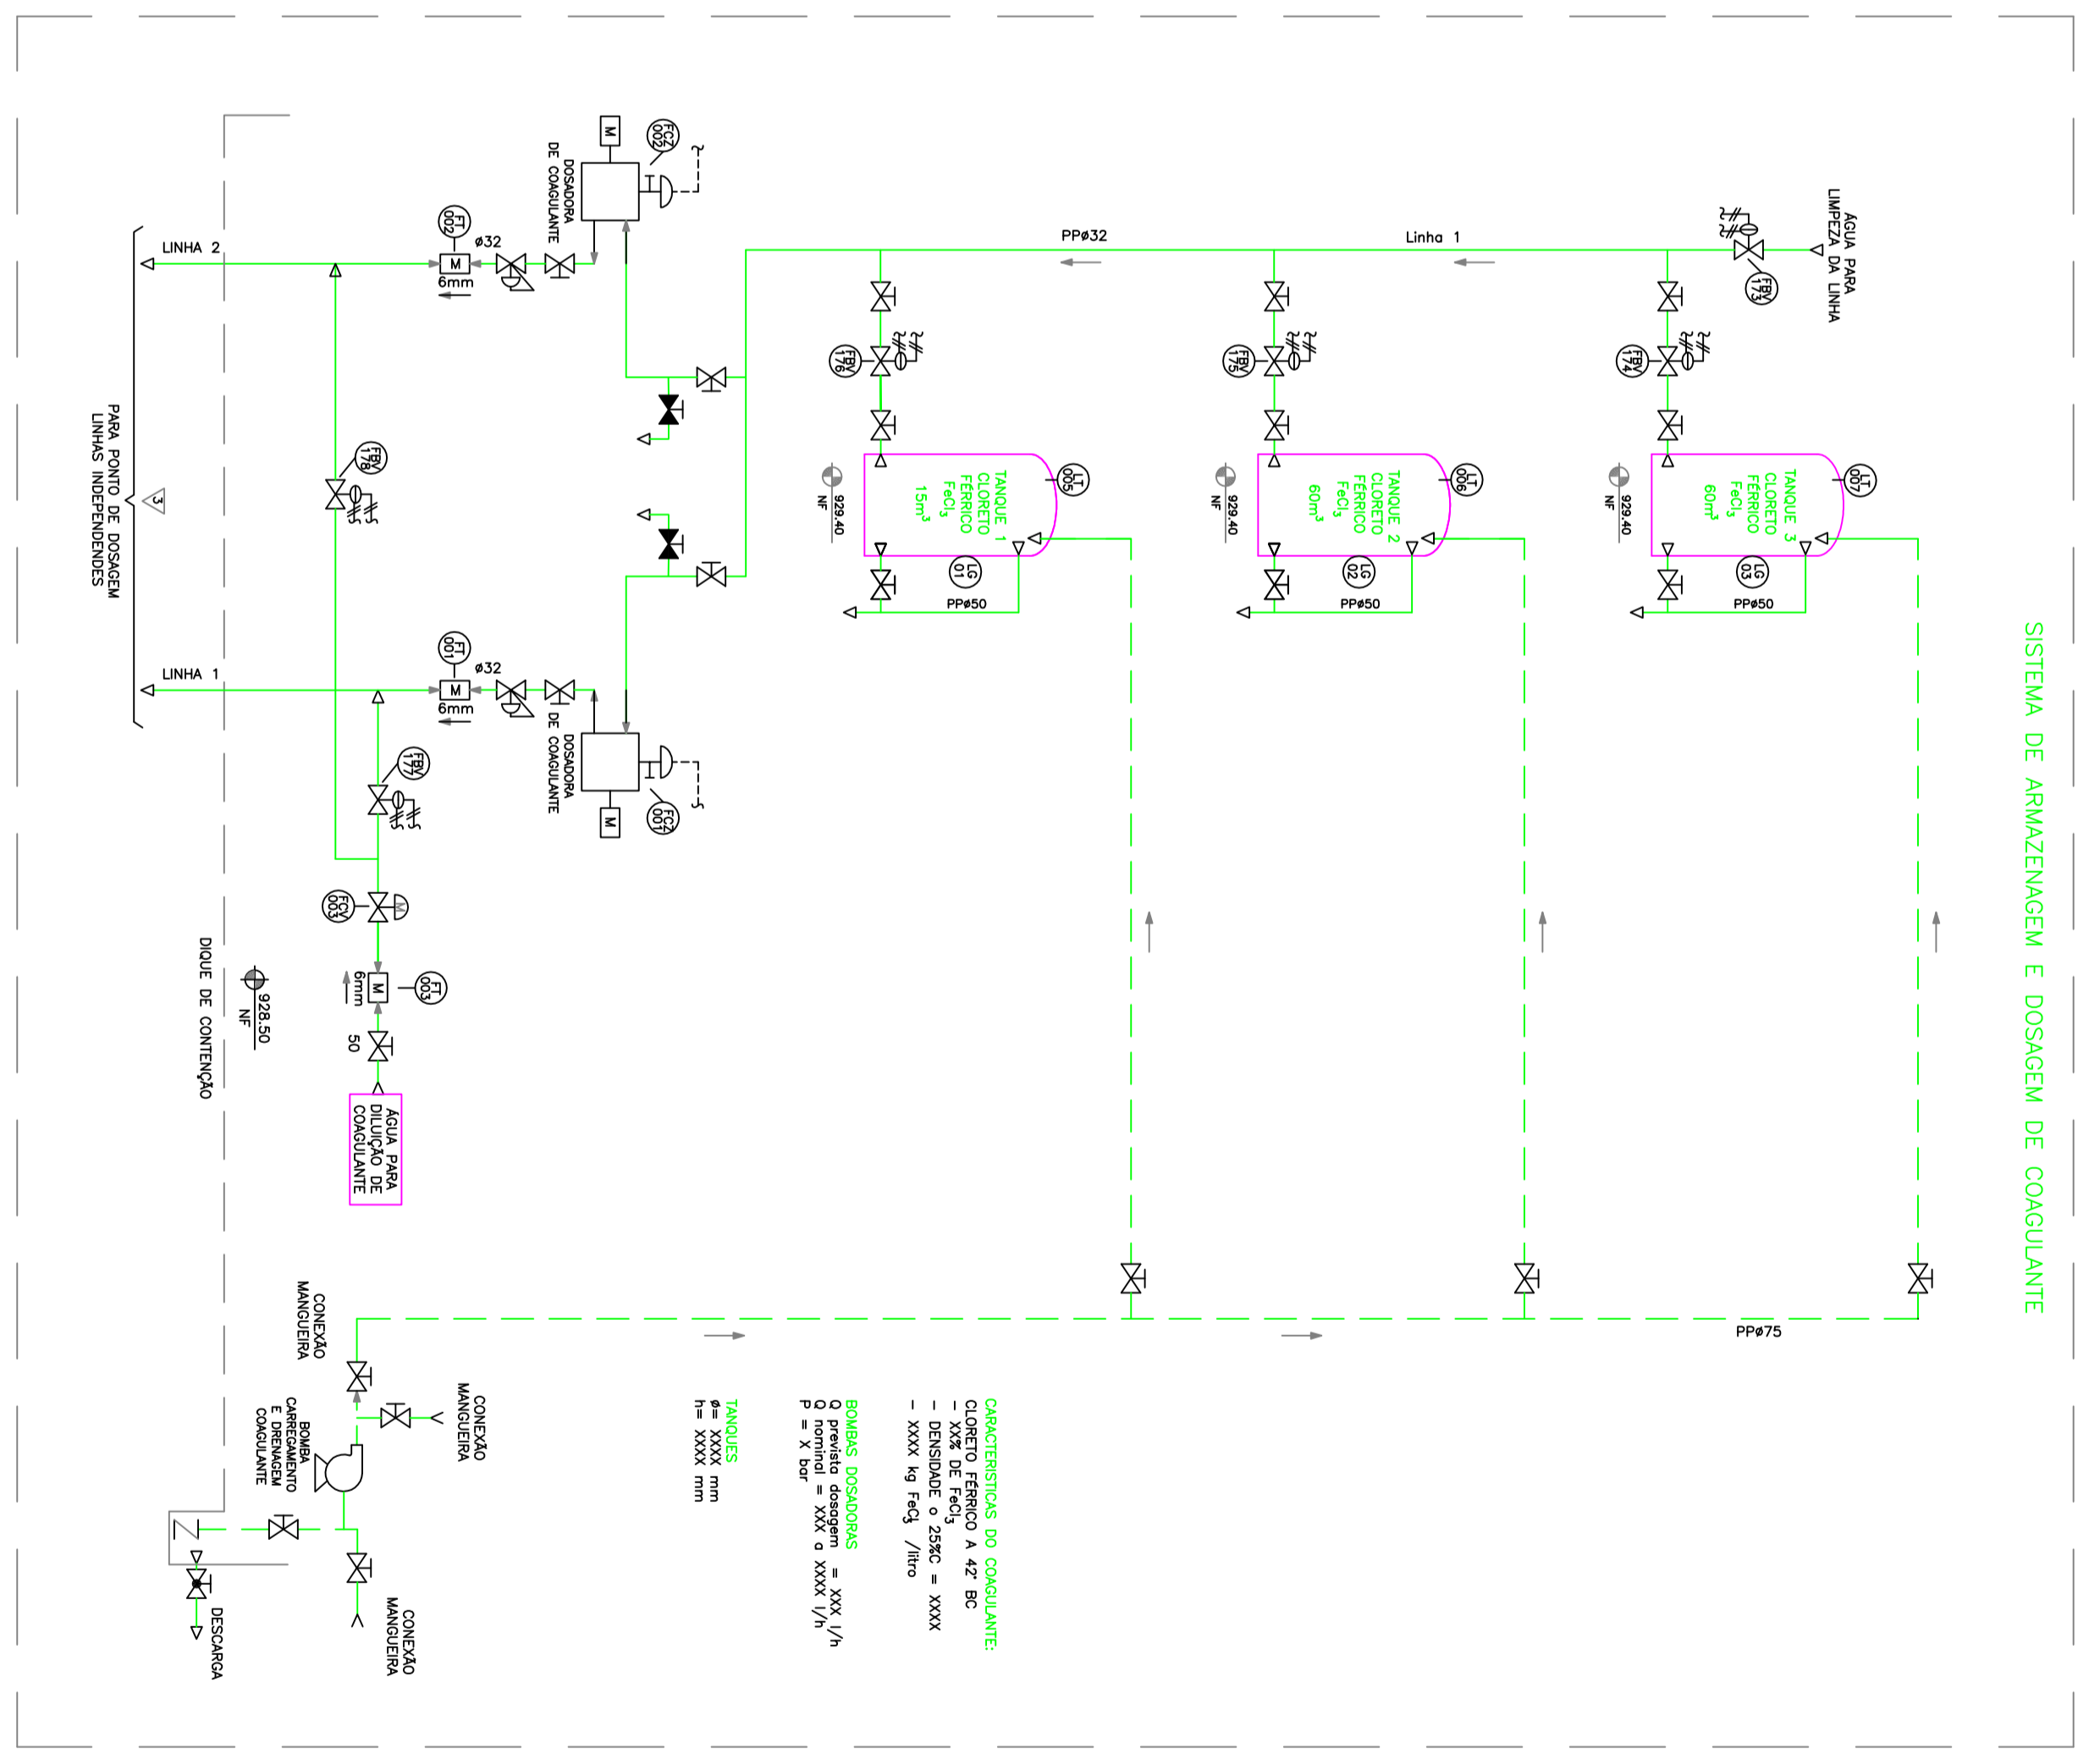 SISTEMA DE ARMAZENAGEM E DOSAGEM DE COAGULANTE
ÁGUA PARA
LIMPEZA DA LINHA
FBV
173
Linha 1
PPø32
FBV
174
FBV
175
FBV
176
LT
007
TANQUE 3
CLORETO
FÉRRICO
FeCl3
60m³
929.40
NF
LG
03
PPø50
LT
006
TANQUE 2
CLORETO
FÉRRICO
FeCl3
60m³
929.40
NF
LG
02
PPø50
LT
005
TANQUE 1
CLORETO
FÉRRICO
FeCl3
15m³
929.40
NF
LG
01
PPø50
FCZ
002
M
DOSADORA
DE COAGULANTE
FT
002
ø32
M
6mm
LINHA 2
FBV
178
PARA PONTO DE DOSAGEM
LINHAS INDEPENDENDES
3
FCZ
001
M
DOSADORA
DE COAGULANTE
FT
001
ø32
M
6mm
LINHA 1
FBV
177
FCV
003
M
FT
003
M
6mm
50
ÁGUA PARA
DILUIÇÃO DE
COAGULANTE
928.50
NF
DIQUE DE CONTENÇÃO
PPø75
CONEXÃO
MANGUEIRA
CONEXÃO
MANGUEIRA
BOMBA
CARREGAMENTO
E DRENAGEM
COAGULANTE
CONEXÃO
MANGUEIRA
DESCARGA
CARACTERISTICAS DO COAGULANTE:
CLORETO FÉRRICO A 42° BC
- XX% DE FeCl3
- DENSIDADE o 25%C = XXXX
- XXXX kg FeCl3 /litro
BOMBAS DOSADORAS
Q prevista dosagem = XXX l/h
Q nominal = XXX a XXXX l/h
P = X bar
TANQUES
ø= XXXX mm
h= XXXX mm